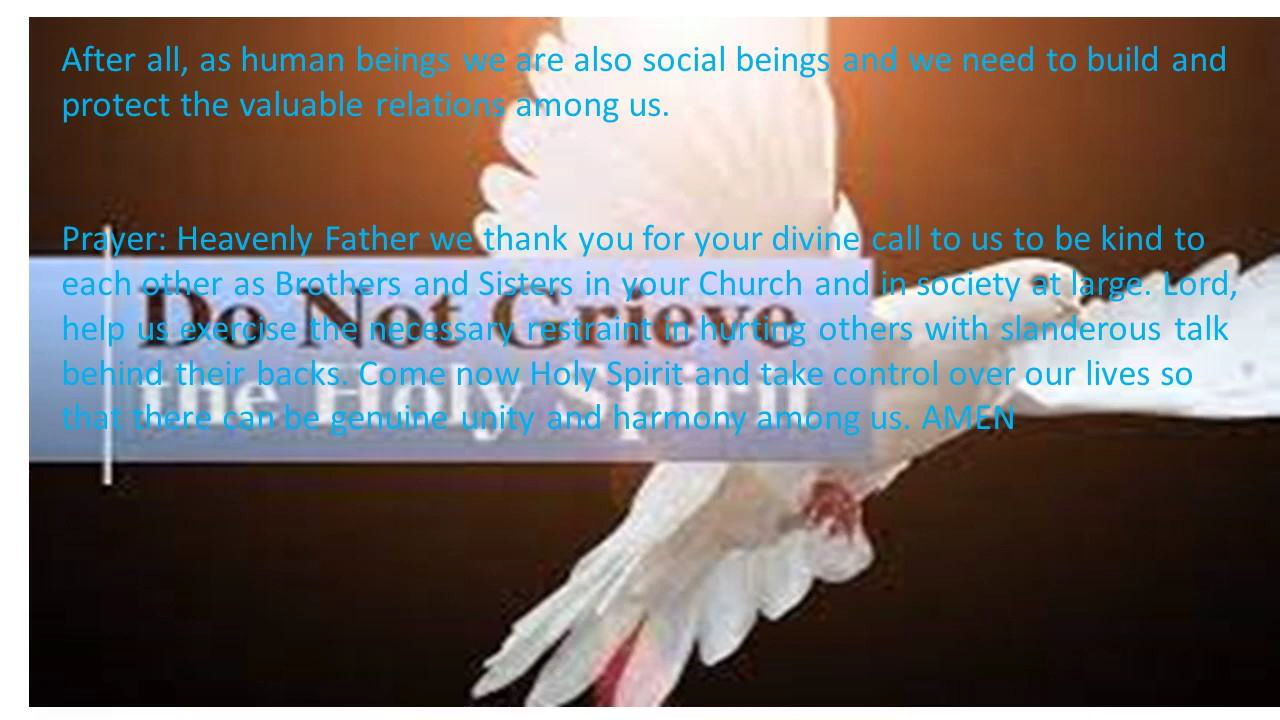 After all, as human beings we are also social beings and we need to build and
protect the valuable relations among us.
Prayer: Heavenly Father we thank you for your divine call to us to be kind to
each other as Brothers and Sisters in your Church and in society at large. Lord,
help us exercise the necessary restraint in hurting others with slanderous talk
behind their backs. Come now Holy Spirit and take control over our lives so
that there can be genuine unity and harmony among us. AMEN
Do Not Grieve
the Holy Spirit